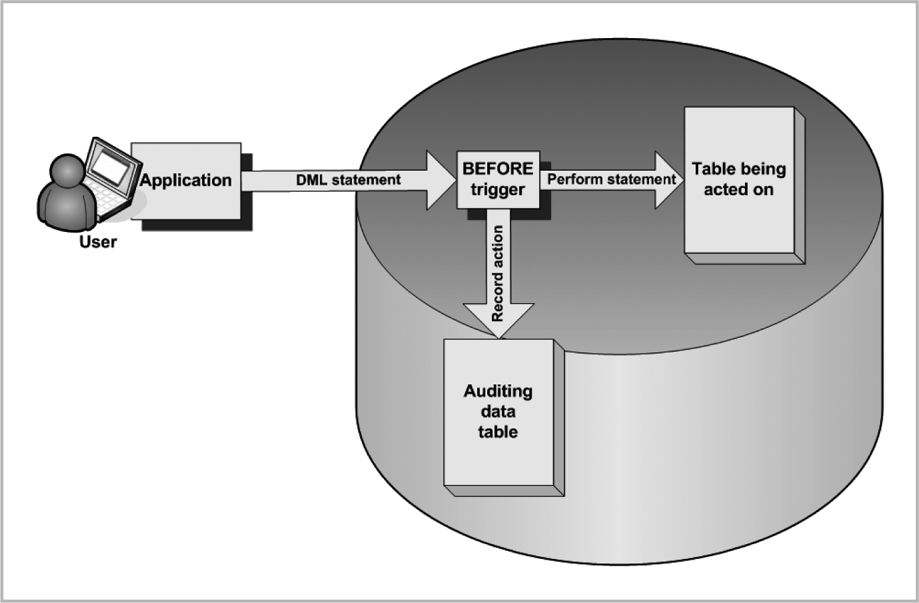 Application
User
DML statement
BEFORE
trigger
Perform statement
Table being
acted on
Record action
Auditing
data
table